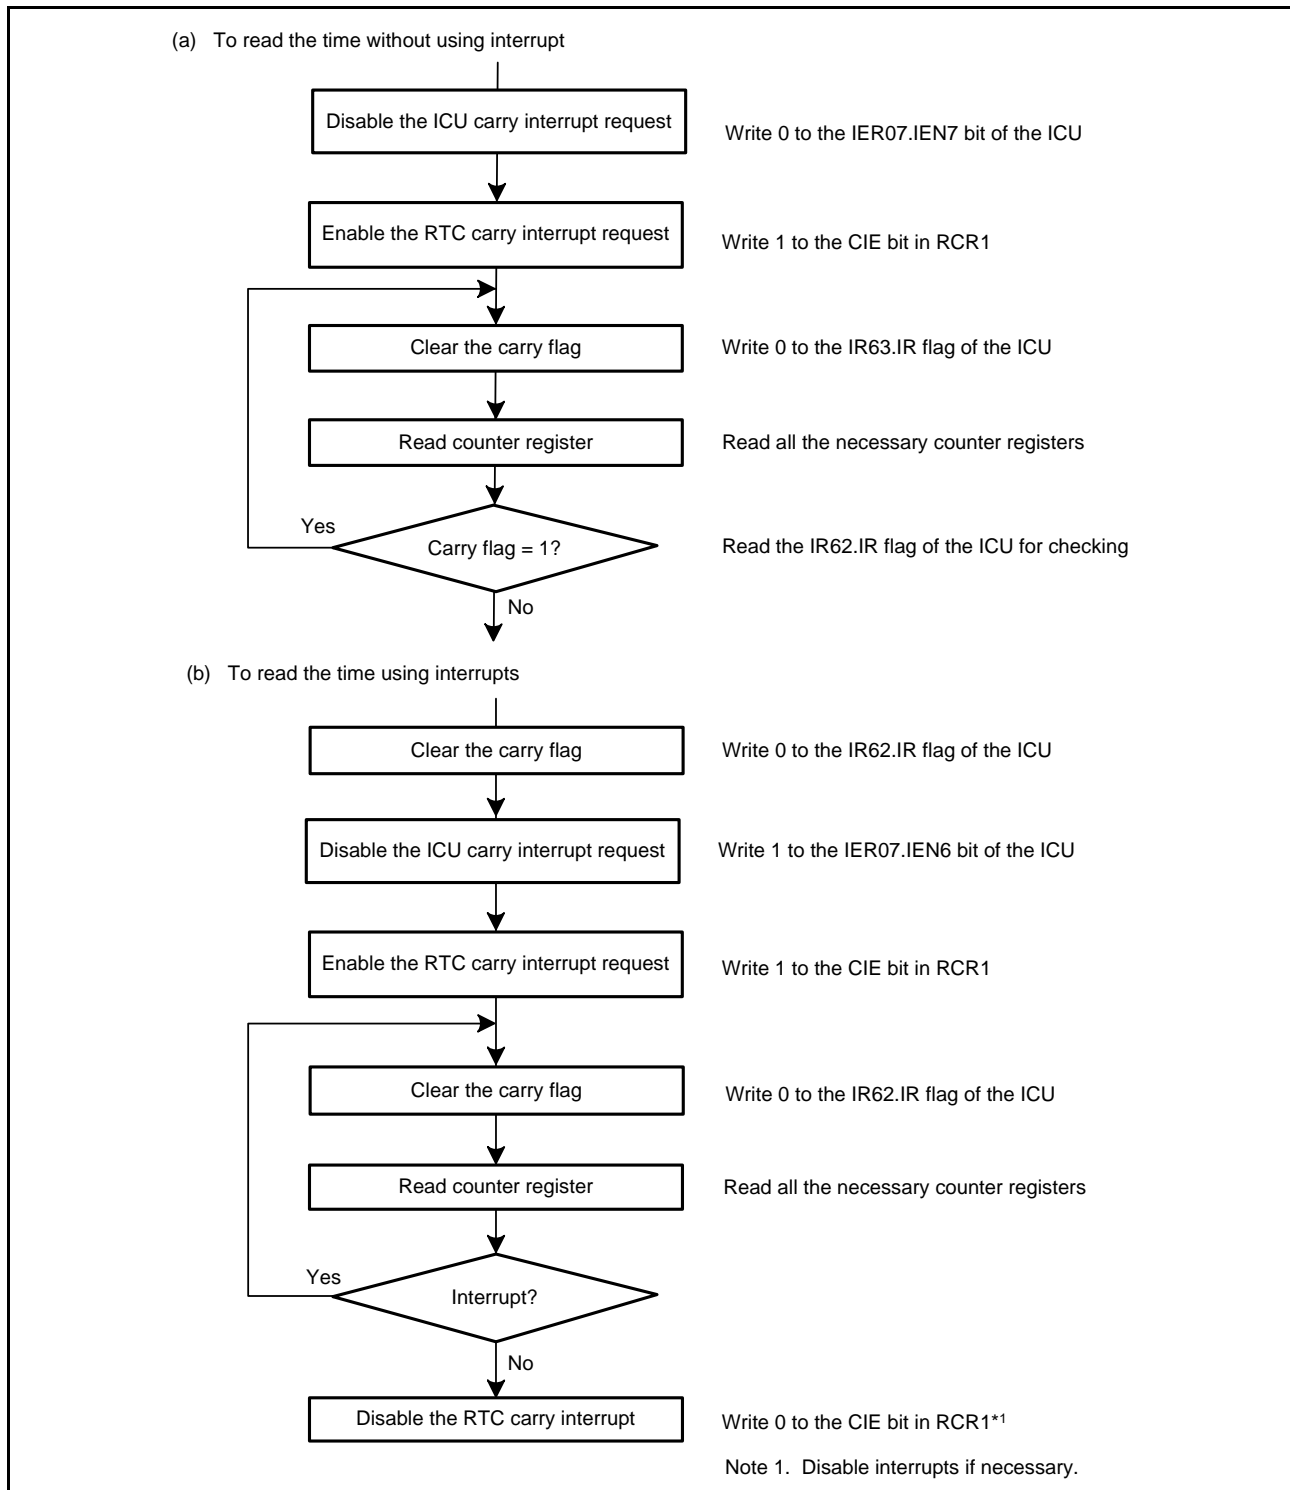 (a) To read the time without using interrupt
Disable the ICU carry interrupt request
Write 0 to the IER07.IEN7 bit of the ICU
Enable the RTC carry interrupt request
Write 1 to the CIE bit in RCR1
Clear the carry flag
Write 0 to the IR63.IR flag of the ICU
Read counter register
Read all the necessary counter registers
Yes
Carry flag = 1?
Read the IR62.IR flag of the ICU for checking
No
(b) To read the time using interrupts
Clear the carry flag
Write 0 to the IR62.IR flag of the ICU
Disable the ICU carry interrupt request
Write 1 to the IER07.IEN6 bit of the ICU
Enable the RTC carry interrupt request
Write 1 to the CIE bit in RCR1
Clear the carry flag
Write 0 to the IR62.IR flag of the ICU
Read counter register
Read all the necessary counter registers
Yes
Interrupt?
No
Disable the RTC carry interrupt
Write 0 to the CIE bit in RCR1*1
Note 1. Disable interrupts if necessary.